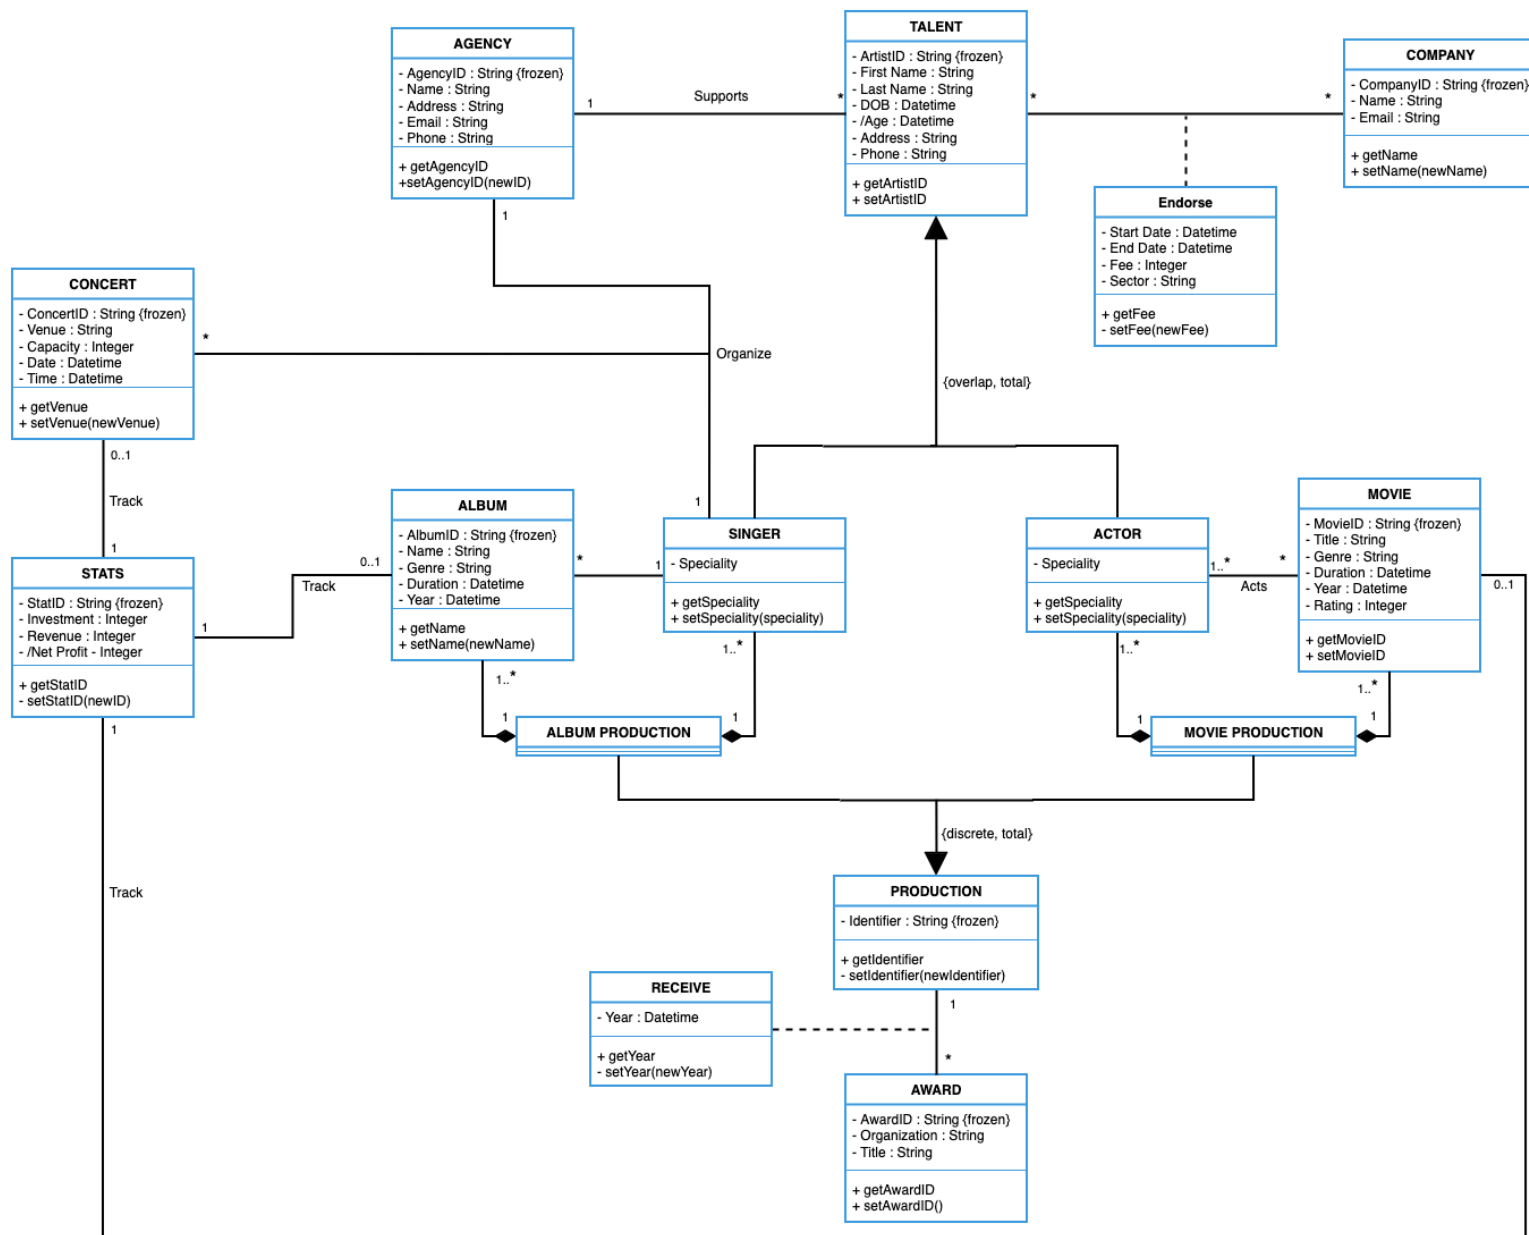 AGENCY
- AgencyID : String {frozen}
- Name : String
- Address : String
- Email : String
- Phone : String
+ getAgencyID
+setAgencyID(newID)
1
Supports
*
1
TALENT
- ArtistID : String {frozen}
- First Name : String
- Last Name : String
- DOB : Datetime
- /Age : Datetime
- Address : String
- Phone : String
+ getArtistID
+ setArtistID
*
*
COMPANY
- CompanyID : String {frozen}
- Name : String
- Email : String
+ getName
+ setName(newName)
Endorse
- Start Date : Datetime
- End Date : Datetime
- Fee : Integer
- Sector : String
+ getFee
- setFee(newFee)
CONCERT
- ConcertID : String {frozen}
- Venue : String
- Capacity : Integer
- Date : Datetime
- Time : Datetime
+ getVenue
+ setVenue(newVenue)
*
Organize
{overlap, total}
0..1
Track
1
STATS
- StatID : String {frozen}
- Investment : Integer
- Revenue : Integer
- /Net Profit - Integer
+ getStatID
- setStatID(newID)
1
Track
0..1
1
ALBUM
- AlbumID : String {frozen}
- Name : String
- Genre : String
- Duration : Datetime
- Year : Datetime
+ getName
+ setName(newName)
*
1
1
SINGER
- Speciality
+ getSpeciality
+ setSpeciality(speciality)
ACTOR
- Speciality
+ getSpeciality
+ setSpeciality(speciality)
1..*
*
Acts
MOVIE
- MovieID : String {frozen}
- Title : String
- Genre : String
- Duration : Datetime
- Year : Datetime
- Rating : Integer
+ getMovieID
+ setMovieID
0..1
1..*
1..*
1..*
1..*
1
ALBUM PRODUCTION
1
1
MOVIE PRODUCTION
1
{discrete, total}
Track
PRODUCTION
- Identifier : String {frozen}
+ getIdentifier
- setIdentifier(newIdentifier)
1
*
RECEIVE
- Year : Datetime
+ getYear
- setYear(newYear)
AWARD
- AwardID : String {frozen}
- Organization : String
- Title : String
+ getAwardID
+ setAwardID()